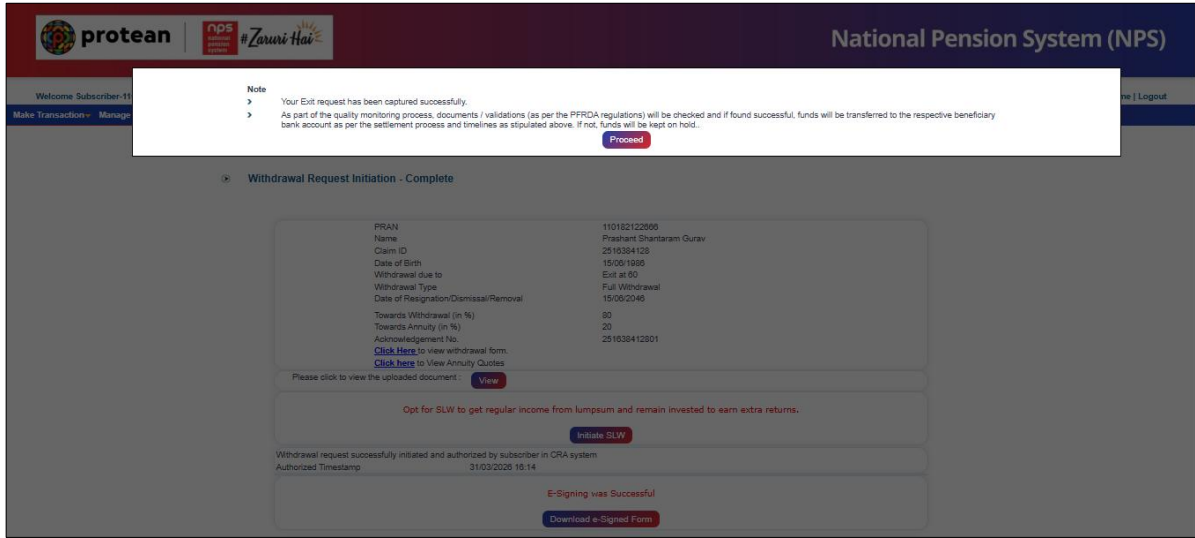 protean
nps
national
pension
system
#Zaruri Hai
National Pension System (NPS)
Welcome Subscriber-11
me | Logout
Make Transaction
Manage
Note
Your Exit request has been captured successfully.
As part of the quality monitoring process, documents / validations (as per the PFRDA regulations) will be checked and if found successful, funds will be transferred to the respective beneficiary
bank account as per the settlement process and timelines as stipulated above. If not, funds will be kept on hold..
Proceed
Withdrawal Request Initiation - Complete
PRAN 110182122666
Name Prashant Shantaram Gurav
Claim ID 2516384128
Date of Birth 15/06/1986
Withdrawal due to Exit at 60
Withdrawal Type Full Withdrawal
Date of Resignation/Dismissal/Removal 15/06/2046
Towards Withdrawal (in %) 80
Towards Annuity (in %) 20
Acknowledgement No. 251638412801
Click Here to view withdrawal form.
Click here to View Annuity Quotes
Please click to view the uploaded document : View
Opt for SLW to get regular income from lumpsum and remain invested to earn extra returns.
Initiate SLW
Withdrawal request successfully initiated and authorized by subscriber in CRA system
Authorized Timestamp 31/03/2026 16:14
E-Signing was Successful
Download e-Signed Form